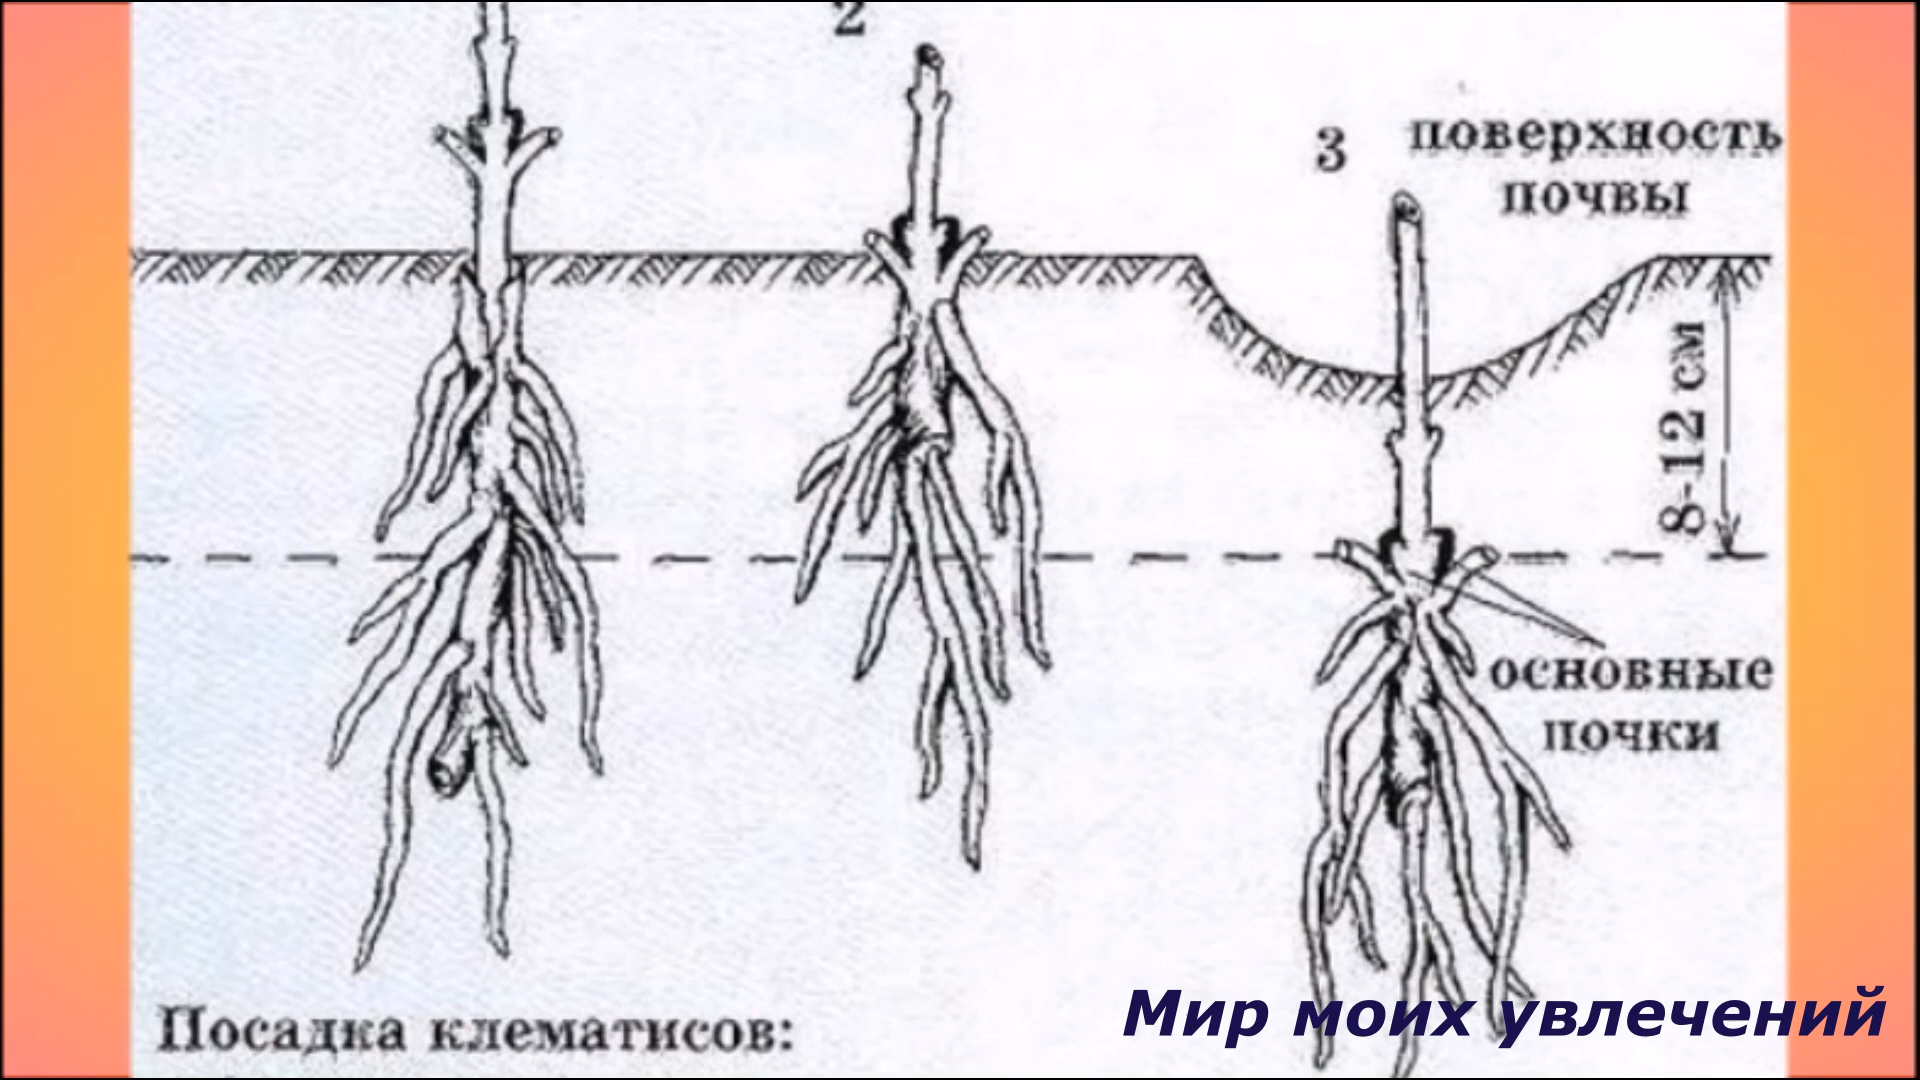 2
3
поверхность
почвы
8-12 см
основные
почки
Посадка клематисов:
Мир моих увлечений